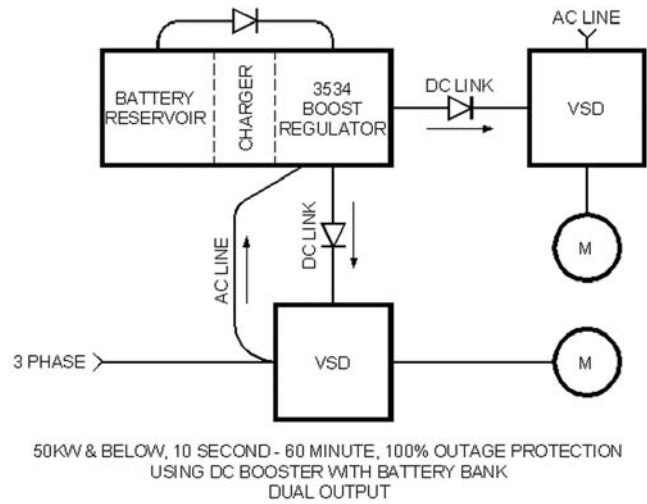 AC LINE
BATTERY
RESERVOIR
CHARGER
3534
BOOST
REGULATOR
DC LINK
VSD
M
AC LINE
DC LINK
3 PHASE
VSD
M
50KW & BELOW, 10 SECOND - 60 MINUTE, 100% OUTAGE PROTECTION
USING DC BOOSTER WITH BATTERY BANK
DUAL OUTPUT